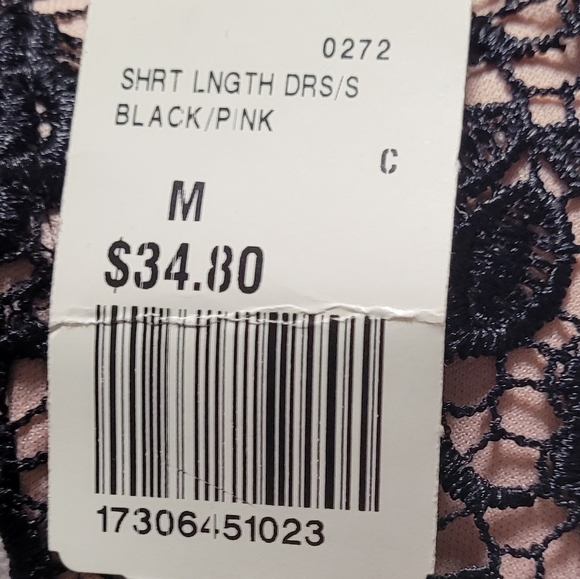 0272
SHRT LNGTH DRS/S
BLACK/PINK
C
M
$34.80
17306451023